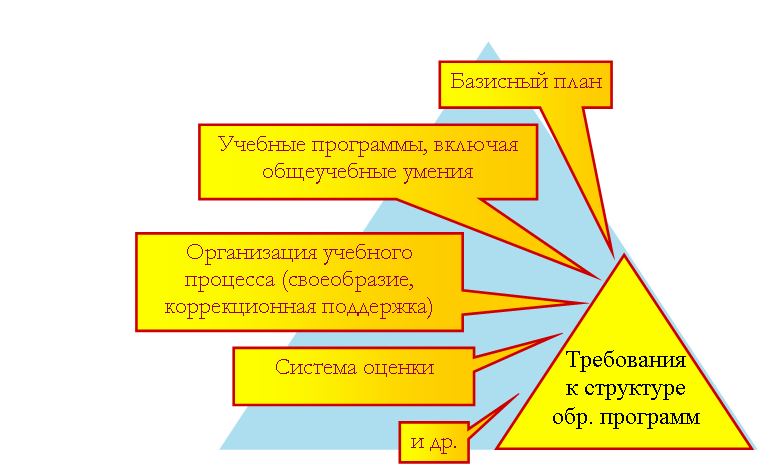 Базисный план
Учебные программы, включая
общеучебные умения
Организация учебного
процесса (своеобразие,
коррекционная поддержка)
Система оценки
и др.
Требования
к структуре
обр. программ